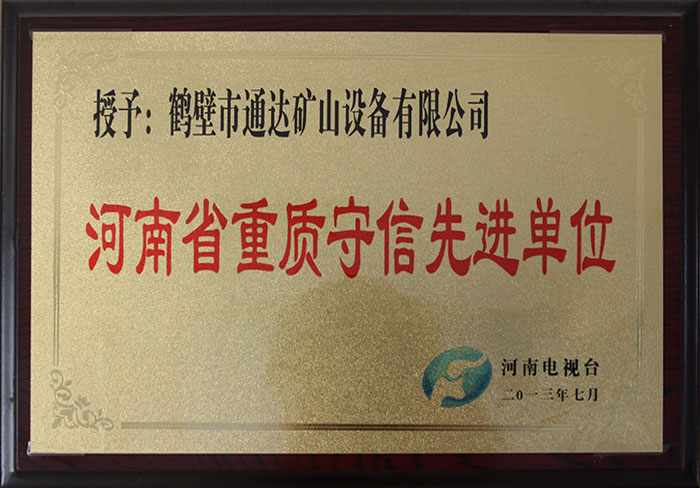 授予：鹤壁市通达矿山设备有限公司
河南省重质守信先进单位
河南电视台
二0一三年七月